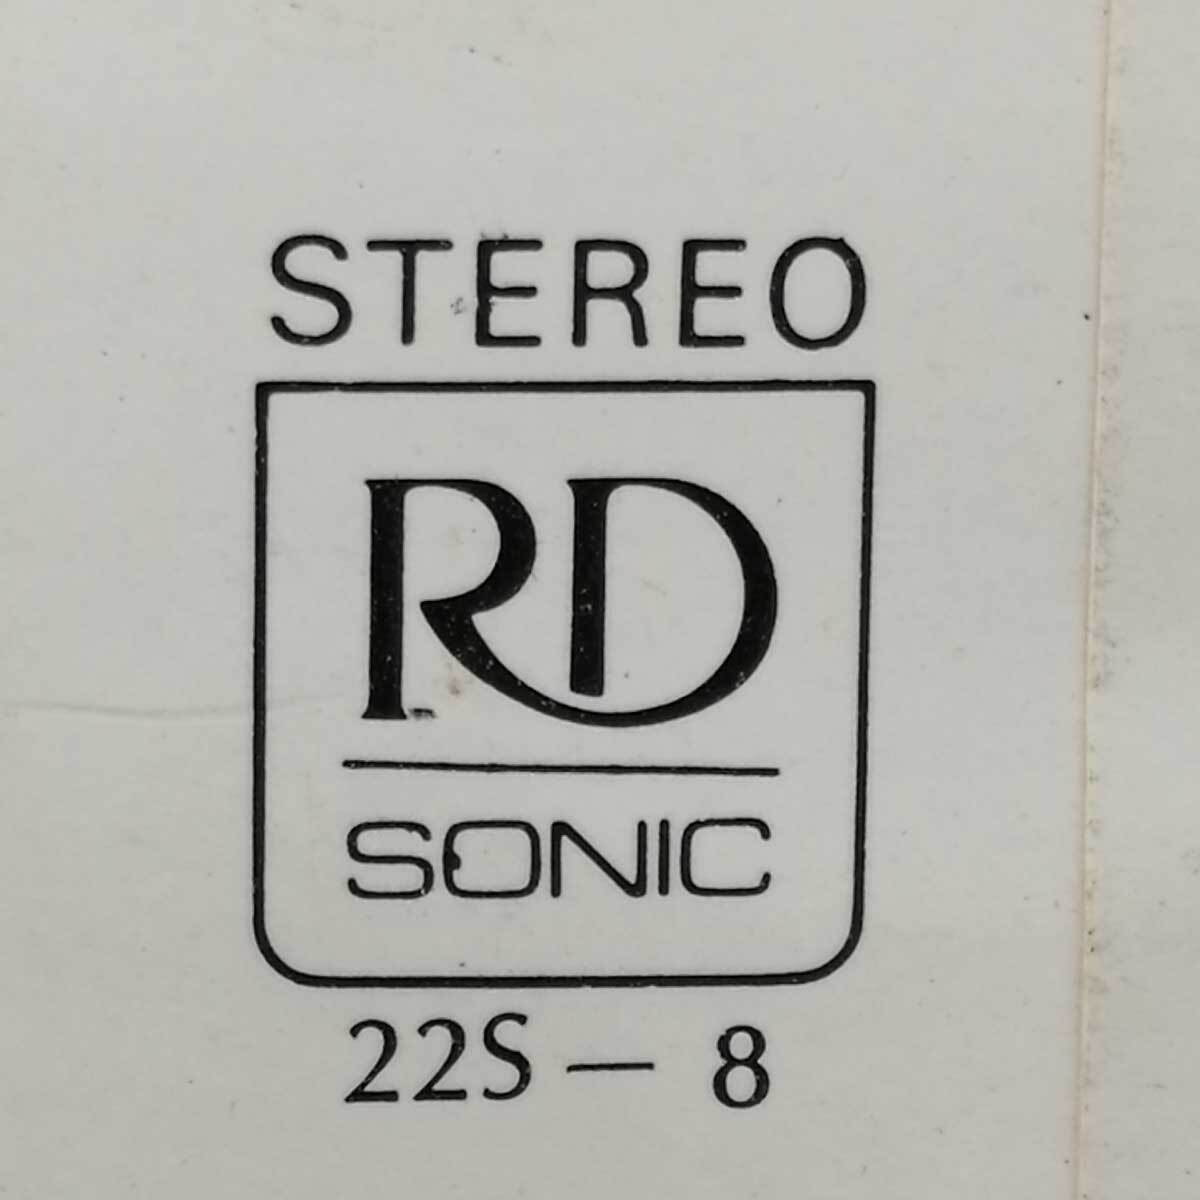 STEREO
RD
SONIC
22S — 8